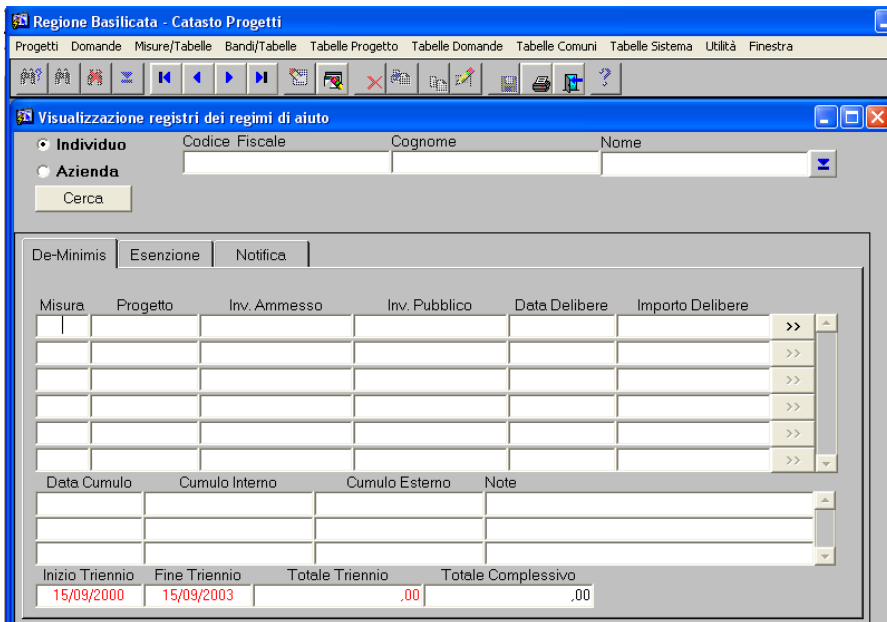 Regione Basilicata - Catasto Progetti
Progetti Domande Misure/Tabelle Bandi/Tabelle Tabelle Progetto Tabelle Domande Tabelle Comuni Tabelle Sistema Utilità Finestra
Visualizzazione registri dei regimi di aiuto
Individuo Codice Fiscale Cognome Nome
Azienda
Cerca
De-Minimis Esenzione Notifica
Misura Progetto Inv. Ammesso Inv. Pubblico Data Delibere Importo Delibere
>>
>>
>>
>>
>>
>>
Data Cumulo Cumulo Interno Cumulo Esterno Note
Inizio Triennio Fine Triennio Totale Triennio Totale Complessivo
15/09/2000 15/09/2003 ,00 ,00